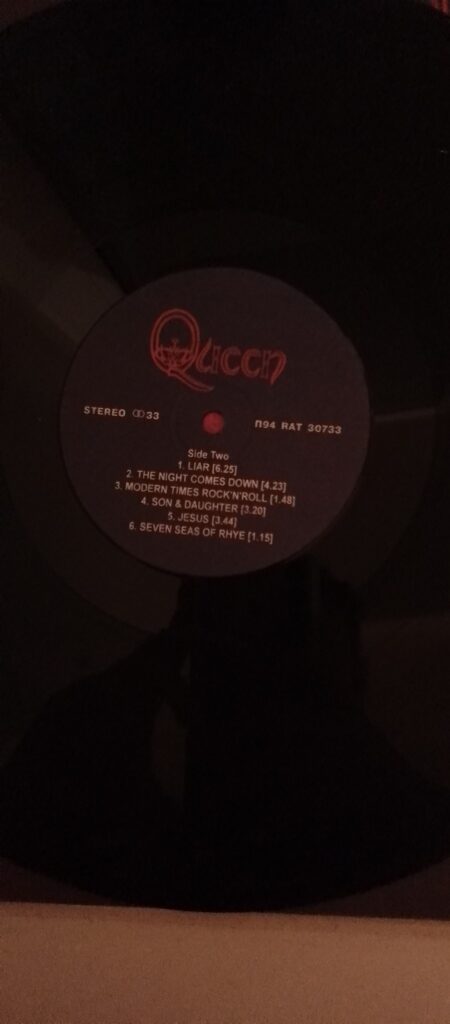 Queen
STEREO 33
П94 RAT 30733
Side Two
1. LIAR [6.25]
2. THE NIGHT COMES DOWN [4.23]
3. MODERN TIMES ROCK'N'ROLL [1.48]
4. SON & DAUGHTER [3.20]
5. JESUS [3.44]
6. SEVEN SEAS OF RHYE [1.15]